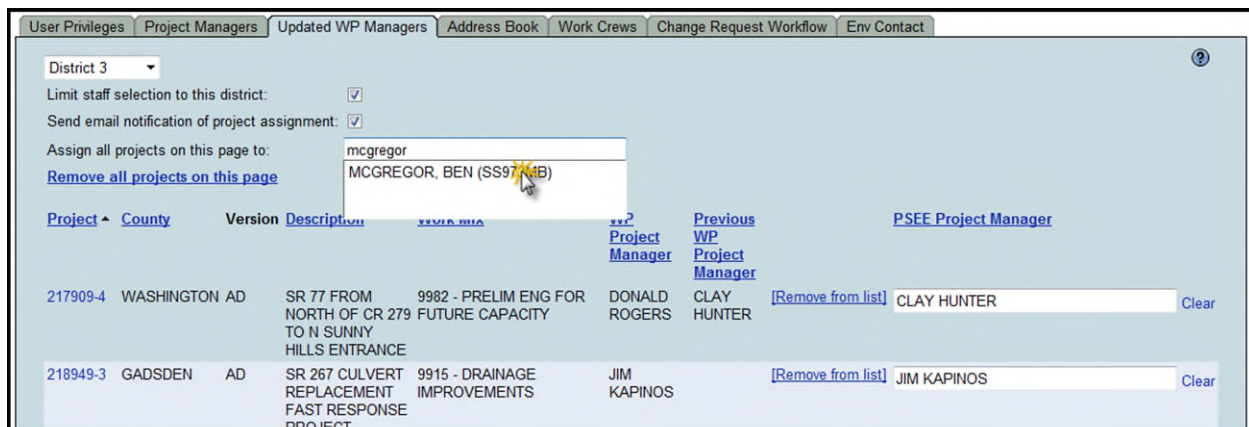 User Privileges Project Managers Updated WP Managers Address Book Work Crews Change Request Workflow Env Contact
District 3
?
Limit staff selection to this district:
Send email notification of project assignment:
Assign all projects on this page to: mcgregor
MCGREGOR, BEN
Remove all projects on this page
Project County Version Description Work Mix WP Project Manager Previous WP Project Manager PSEE Project Manager
217909-4 WASHINGTON AD SR 77 FROM 9982 - PRELIM ENG FOR DONALD CLAY [Remove from list] CLAY HUNTER Clear
NORTH OF CR 279 FUTURE CAPACITY ROGERS HUNTER
TO N SUNNY
HILLS ENTRANCE
218949-3 GADSDEN AD SR 267 CULVERT 9915 - DRAINAGE JIM [Remove from list] JIM KAPINOS Clear
REPLACEMENT IMPROVEMENTS KAPINOS
FAST RESPONSE
PROJECT